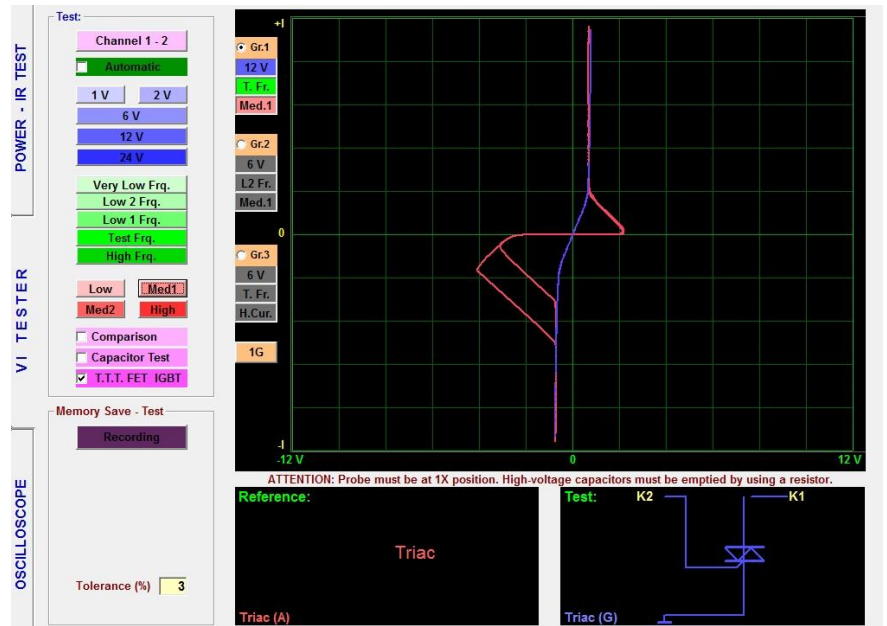 Test:
POWER - IR TEST
VI TESTER
OSCILLOSCOPE
Channel 1 - 2
Automatic
1 V
2 V
6 V
12 V
24 V
Very Low Frq.
Low 2 Frq.
Low 1 Frq.
Test Frq.
High Frq.
Low
Med1
Med2
High
Comparison
Capacitor Test
T.T.T. FET IGBT
Memory Save - Test
Recording
Tolerance (%) 3
Gr.1
12 V
T. Fr.
Med.1
Gr.2
6 V
L2 Fr.
Med.1
Gr.3
6 V
T. Fr.
H.Cur.
1G
+I
0
-I
-12 V
0
12 V
ATTENTION: Probe must be at 1X position. High-voltage capacitors must be emptied by using a resistor.
Reference:
Triac
Triac (A)
Test:
K2
K1
Triac (G)